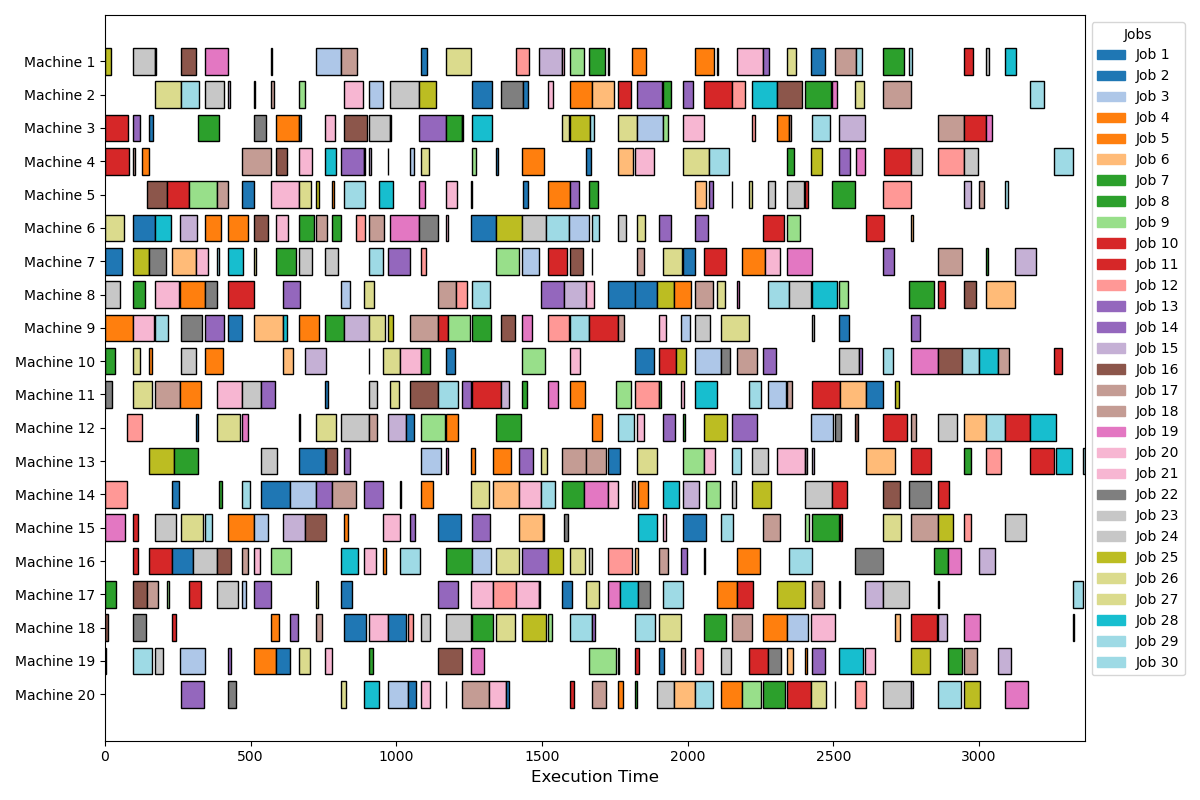 Machine 1
Machine 2
Machine 3
Machine 4
Machine 5
Machine 6
Machine 7
Machine 8
Machine 9
Machine 10
Machine 11
Machine 12
Machine 13
Machine 14
Machine 15
Machine 16
Machine 17
Machine 18
Machine 19
Machine 20
0 500 1000 1500 2000 2500 3000
Execution Time
Jobs
Job 1
Job 2
Job 3
Job 4
Job 5
Job 6
Job 7
Job 8
Job 9
Job 10
Job 11
Job 12
Job 13
Job 14
Job 15
Job 16
Job 17
Job 18
Job 19
Job 20
Job 21
Job 22
Job 23
Job 24
Job 25
Job 26
Job 27
Job 28
Job 29
Job 30